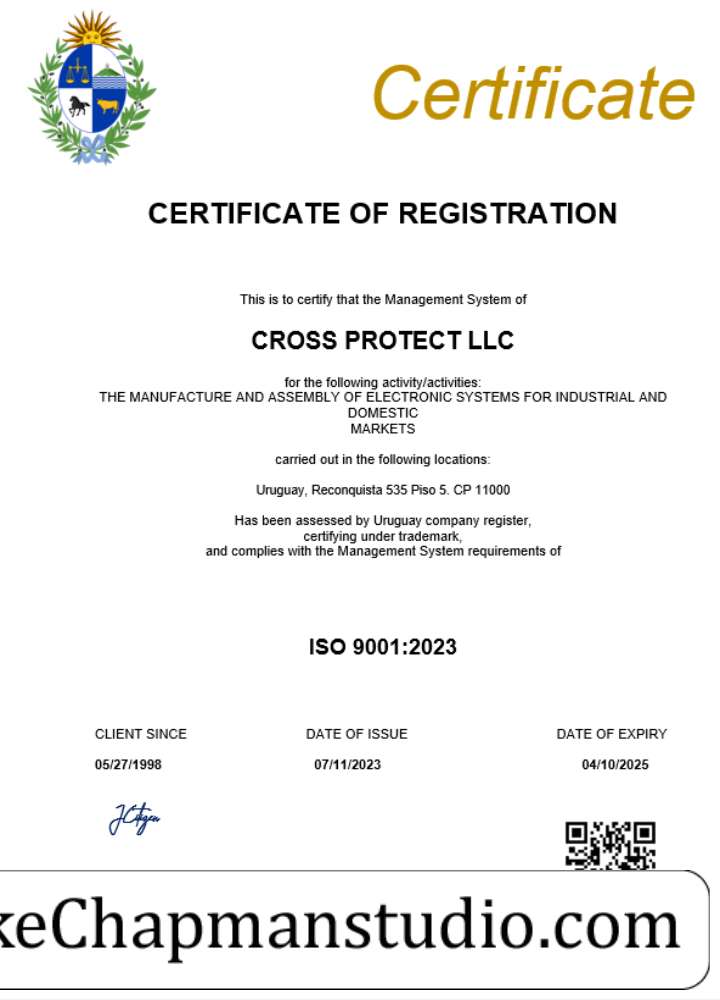 Certificate
CERTIFICATE OF REGISTRATION
This is to certify that the Management System of
CROSS PROTECT LLC
for the following activity/activities:
THE MANUFACTURE AND ASSEMBLY OF ELECTRONIC SYSTEMS FOR INDUSTRIAL AND
DOMESTIC
MARKETS
carried out in the following locations:
Uruguay, Reconquista 535 Piso 5. CP 11000
Has been assessed by Uruguay company register,
certifying under trademark,
and complies with the Management System requirements of
ISO 9001:2023
CLIENT SINCE DATE OF ISSUE DATE OF EXPIRY
05/27/1998 07/11/2023 04/10/2025
JCitizen
keChapmanstudio.com